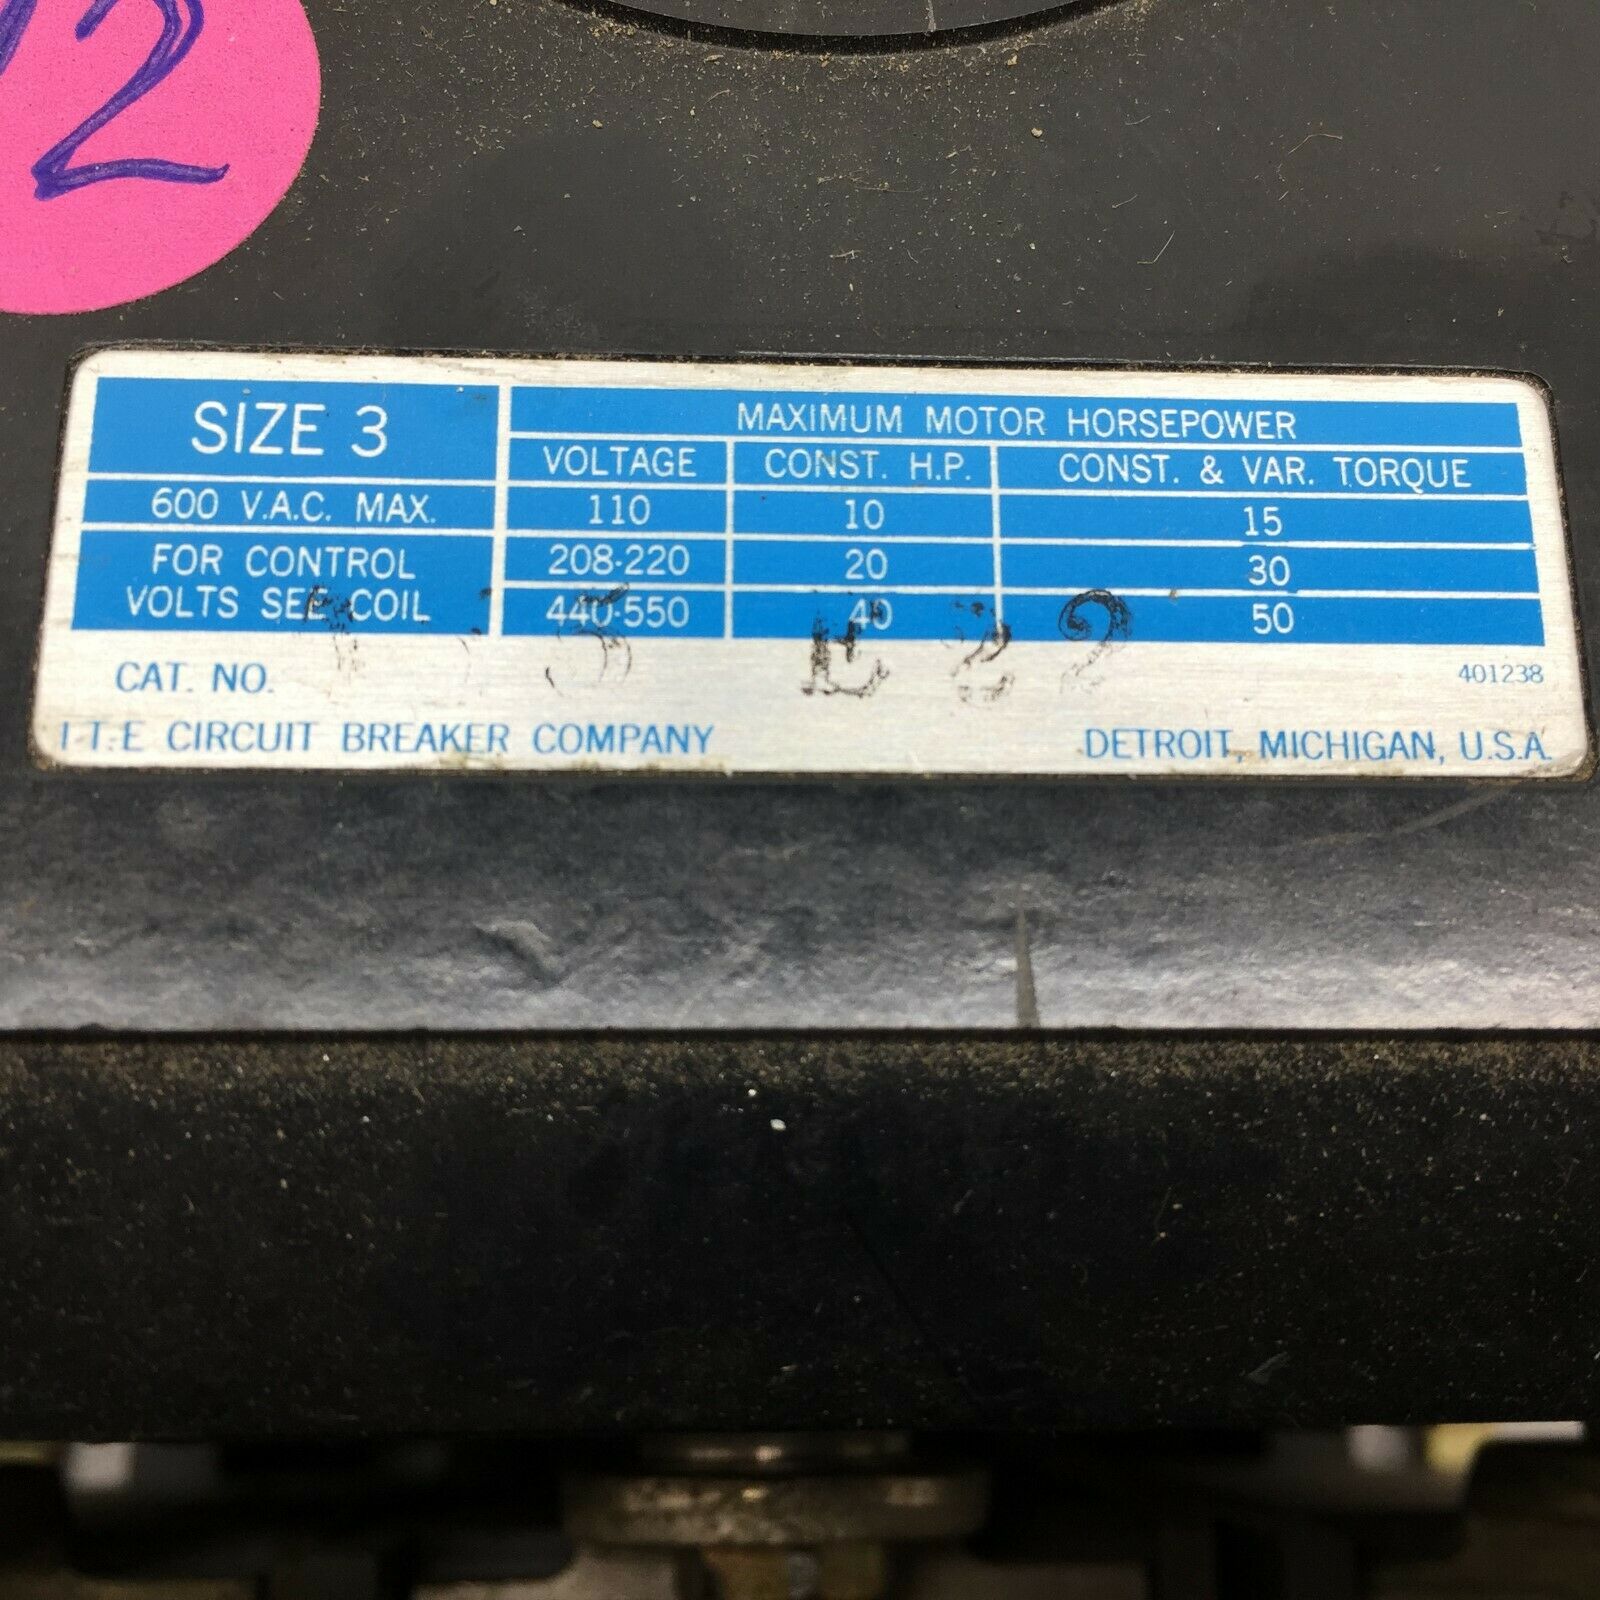 2
SIZE 3
600 V.A.C. MAX.
FOR CONTROL
VOLTS SEE COIL
MAXIMUM MOTOR HORSEPOWER
VOLTAGE CONST. H.P. CONST. & VAR. TORQUE
110 10 15
208-220 20 30
440-550 40 50
CAT. NO.
401238
I-T-E CIRCUIT BREAKER COMPANY DETROIT, MICHIGAN, U.S.A.